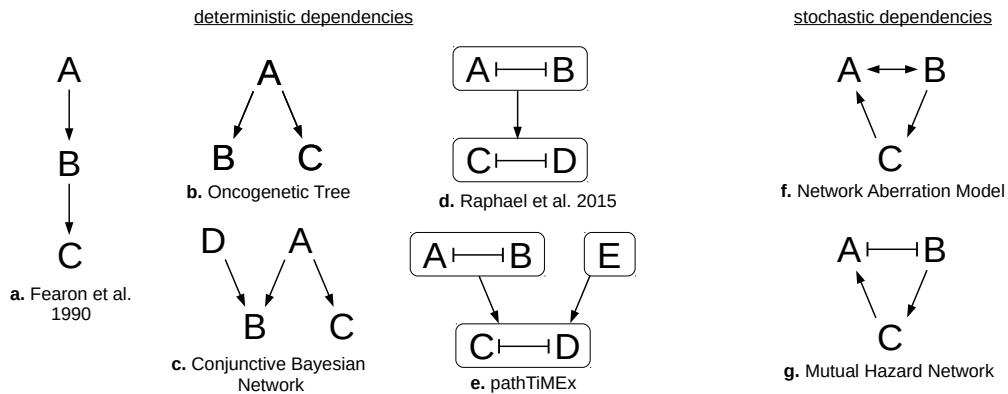 deterministic dependencies
stochastic dependencies
A
B
C
a. Fearon et al.
1990
A
B C
b. Oncogenetic Tree
D A
B C
c. Conjunctive Bayesian
Network
A B
C D
d. Raphael et al. 2015
A B E
C D
e. pathTiMEx
A B
C
f. Network Aberration Model
A B
C
g. Mutual Hazard Network